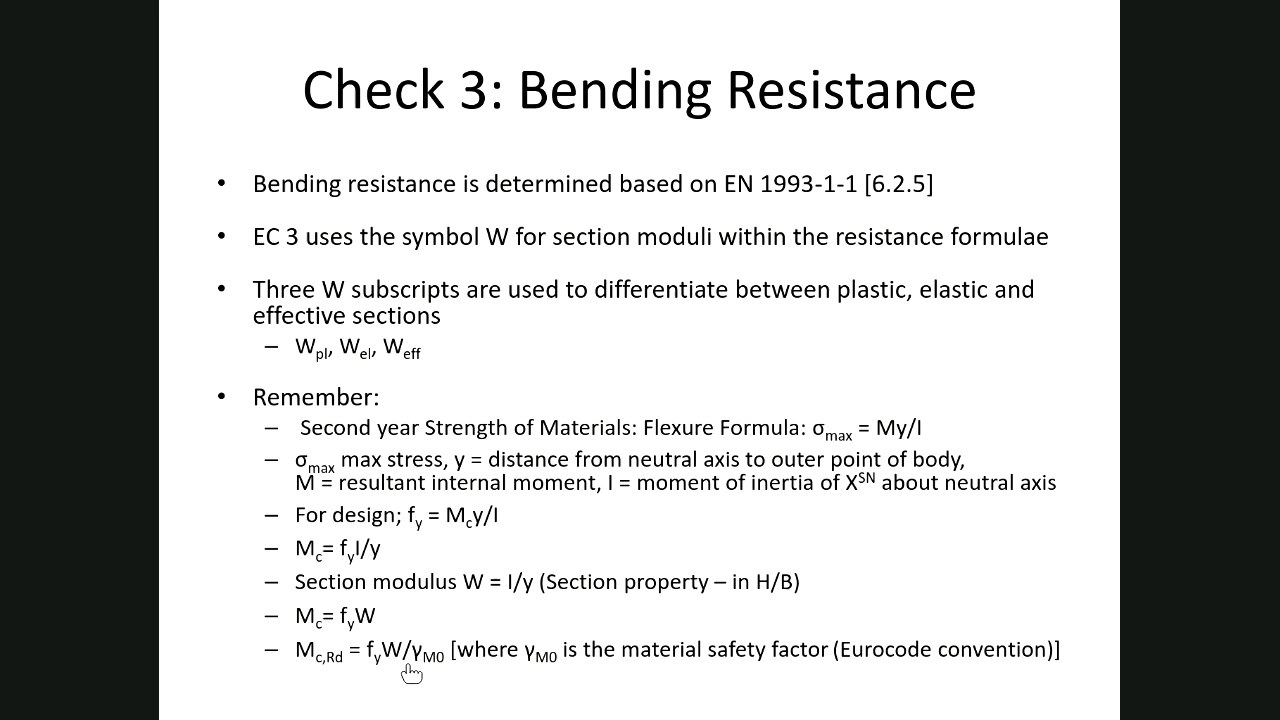 Check 3: Bending Resistance
• Bending resistance is determined based on EN 1993-1-1 [6.2.5]
• EC 3 uses the symbol W for section moduli within the resistance formulae
• Three W subscripts are used to differentiate between plastic, elastic and
effective sections
– Wpl, Wel, Weff
• Remember:
– Second year Strength of Materials: Flexure Formula: σmax = My/I
– σmax max stress, y = distance from neutral axis to outer point of body,
M = resultant internal moment, I = moment of inertia of XSN about neutral axis
– For design; fy = Mcy/I
– Mc= fyI/y
– Section modulus W = I/y (Section property – in H/B)
– Mc= fyW
– Mc,Rd = fyW/γM0 [where γM0 is the material safety factor (Eurocode convention)]